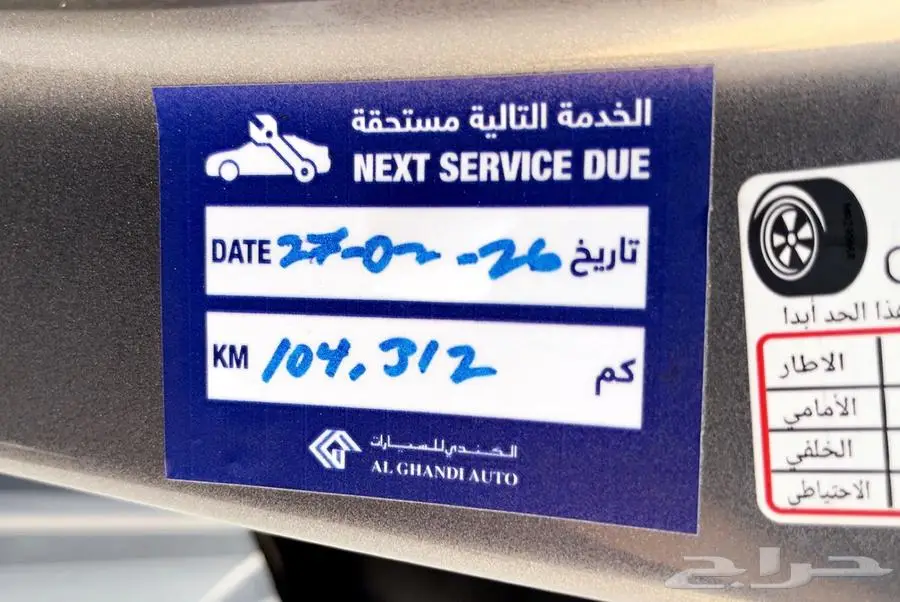 الخدمة التالية مستحقة
NEXT SERVICE DUE
DATE 27-02-26 تاريخ
KM 104,312 كم
الغندي للسيارات
AL GHANDI AUTO
هذا الحد أبدا
الاطار
الأمامي
الخلفي
الاحتياطي
حراج